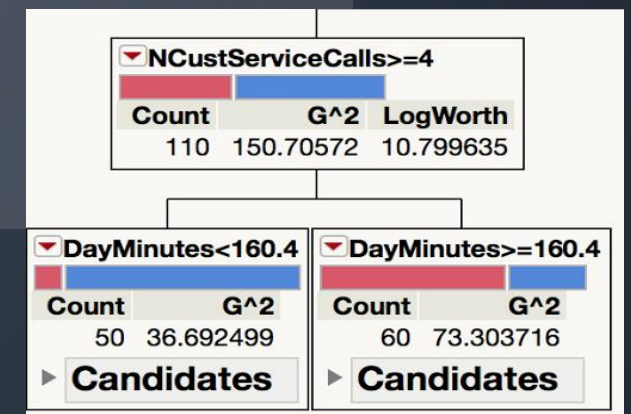 NCustServiceCalls>=4
Count G^2 LogWorth
110 150.70572 10.799635
DayMinutes<160.4
Count G^2
50 36.692499
Candidates
DayMinutes>=160.4
Count G^2
60 73.303716
Candidates